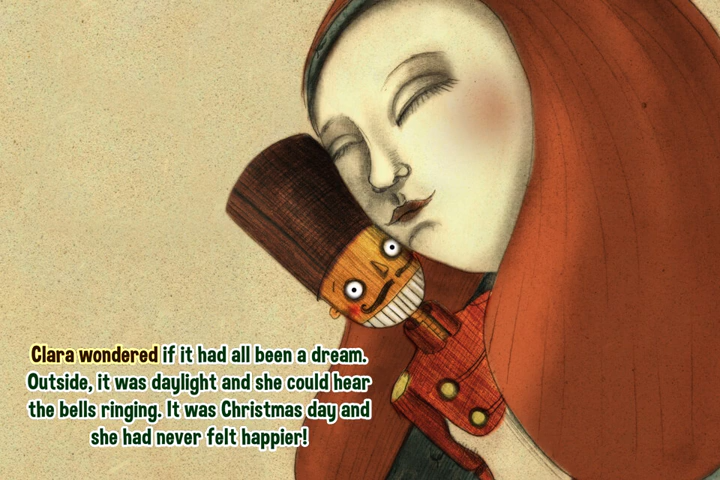 Clara wondered if it had all been a dream.
Outside, it was daylight and she could hear
the bells ringing. It was Christmas day and
she had never felt happier!